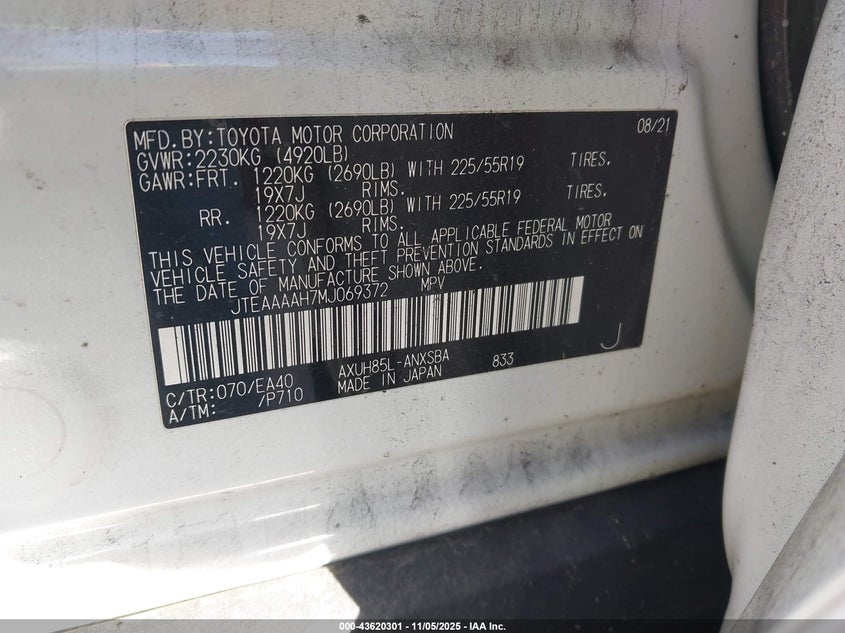 MFD.BY:TOYOTA MOTOR CORPORATION 08/21
GVWR:2230KG (4920LB)
GAWR:FRT. 1220KG (2690LB) WITH 225/55R19 TIRES.
19X7J RIMS.
RR. 1220KG (2690LB) WITH 225/55R19 TIRES.
19X7J RIMS.
THIS VEHICLE CONFORMS TO ALL APPLICABLE FEDERAL MOTOR
VEHICLE SAFETY AND THEFT PREVENTION STANDARDS IN EFFECT ON
THE DATE OF MANUFACTURE SHOWN ABOVE.
JTEAAAAH7MJ069372 MPV
C/TR:070/EA40 AXUH85L-ANXSBA 833 J
A/TM: /P710 MADE IN JAPAN
000-43620301 - 11/05/2025 - IAA Inc.